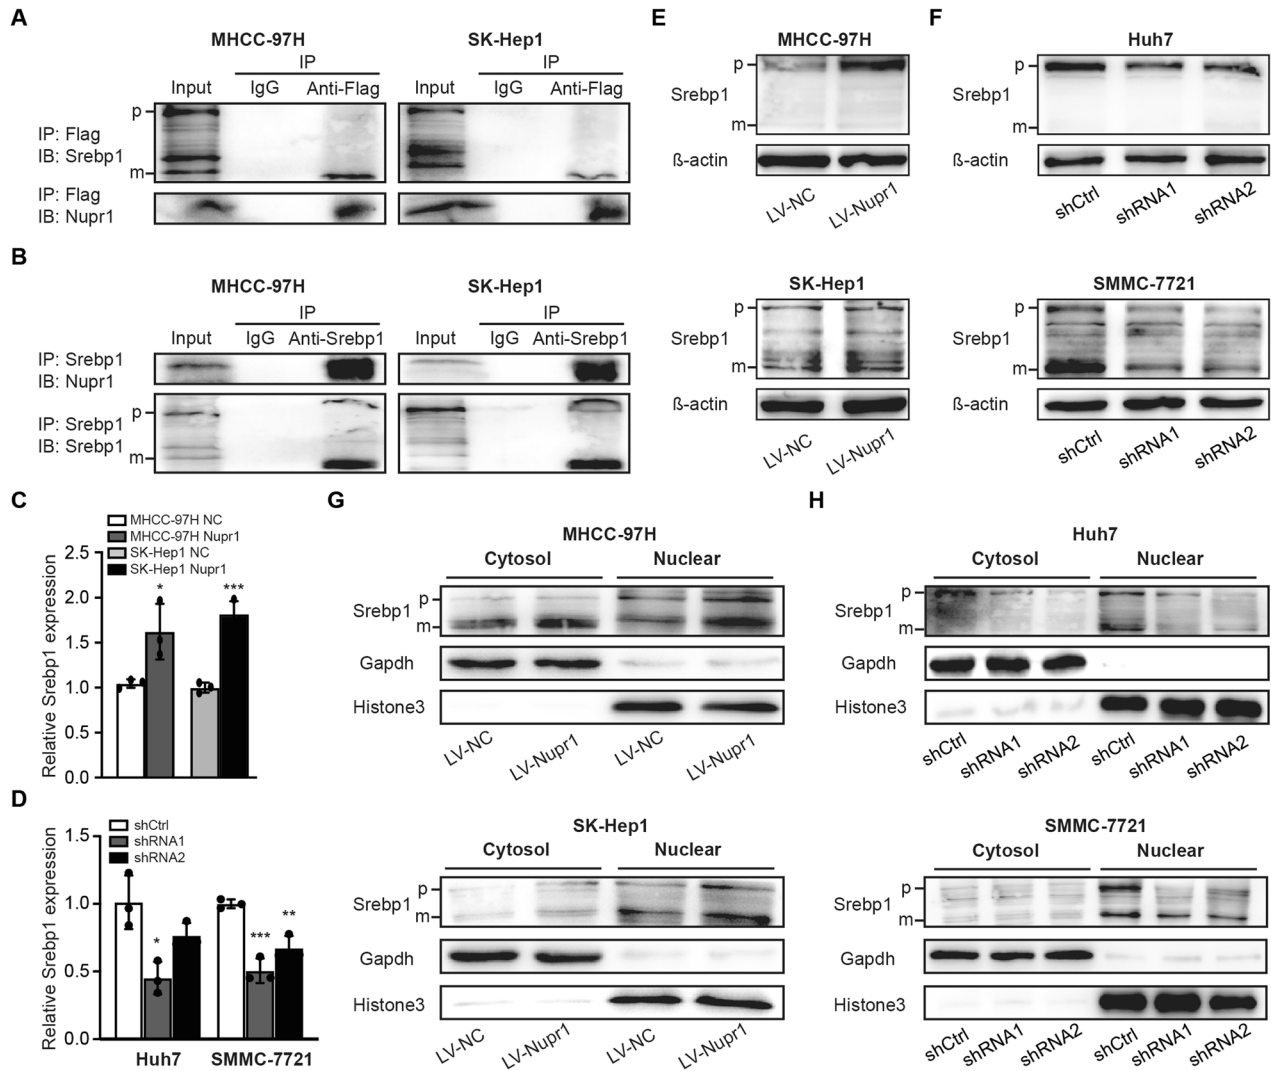 A
MHCC-97H
SK-Hep1
IP
IP
Input
IgG
Anti-Flag
Input
IgG
Anti-Flag
IP: Flag
IB: Srebp1
p
m
IP: Flag
IB: Nupr1
B
MHCC-97H
SK-Hep1
IP
IP
Input
IgG
Anti-Srebp1
Input
IgG
Anti-Srebp1
IP: Srebp1
IB: Nupr1
IP: Srebp1
IB: Srebp1
p
m
C
MHCC-97H NC
MHCC-97H Nupr1
SK-Hep1 NC
SK-Hep1 Nupr1
Relative Srebp1 expression
2.5
2.0
1.5
1.0
0.5
0.0
*
***
D
shCtrl
shRNA1
shRNA2
Relative Srebp1 expression
1.5
1.0
0.5
0.0
*
***
**
Huh7
SMMC-7721
E
MHCC-97H
Srebp1
p
m
ß-actin
LV-NC
LV-Nupr1
SK-Hep1
Srebp1
p
m
ß-actin
LV-NC
LV-Nupr1
F
Huh7
Srebp1
p
m
ß-actin
shCtrl
shRNA1
shRNA2
SMMC-7721
Srebp1
p
m
ß-actin
shCtrl
shRNA1
shRNA2
G
MHCC-97H
Cytosol
Nuclear
Srebp1
p
m
Gapdh
Histone3
LV-NC
LV-Nupr1
LV-NC
LV-Nupr1
SK-Hep1
Cytosol
Nuclear
Srebp1
p
m
Gapdh
Histone3
LV-NC
LV-Nupr1
LV-NC
LV-Nupr1
H
Huh7
Cytosol
Nuclear
Srebp1
p
m
Gapdh
Histone3
shCtrl
shRNA1
shRNA2
shCtrl
shRNA1
shRNA2
SMMC-7721
Cytosol
Nuclear
Srebp1
p
m
Gapdh
Histone3
shCtrl
shRNA1
shRNA2
shCtrl
shRNA1
shRNA2